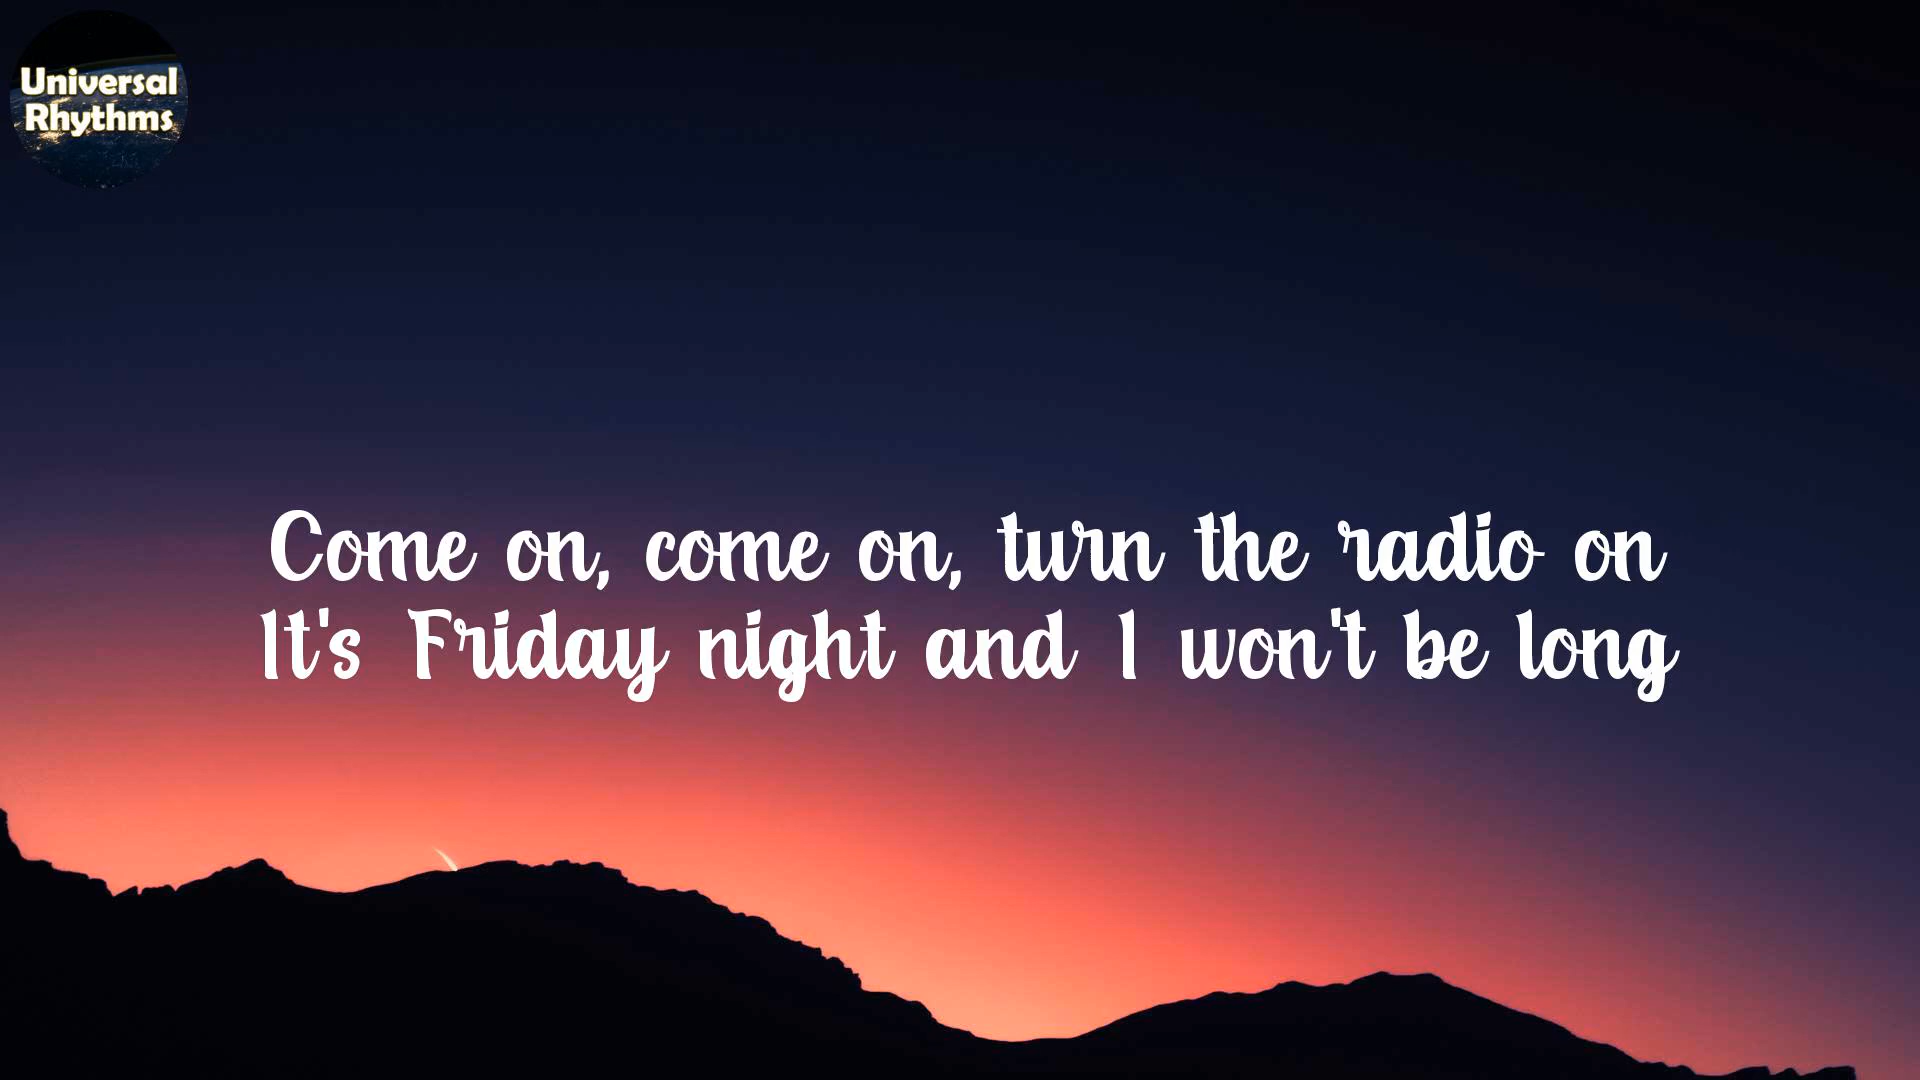 Universal
Rhythms
Come on, come on, turn the radio on
It's Friday night and I won't be long